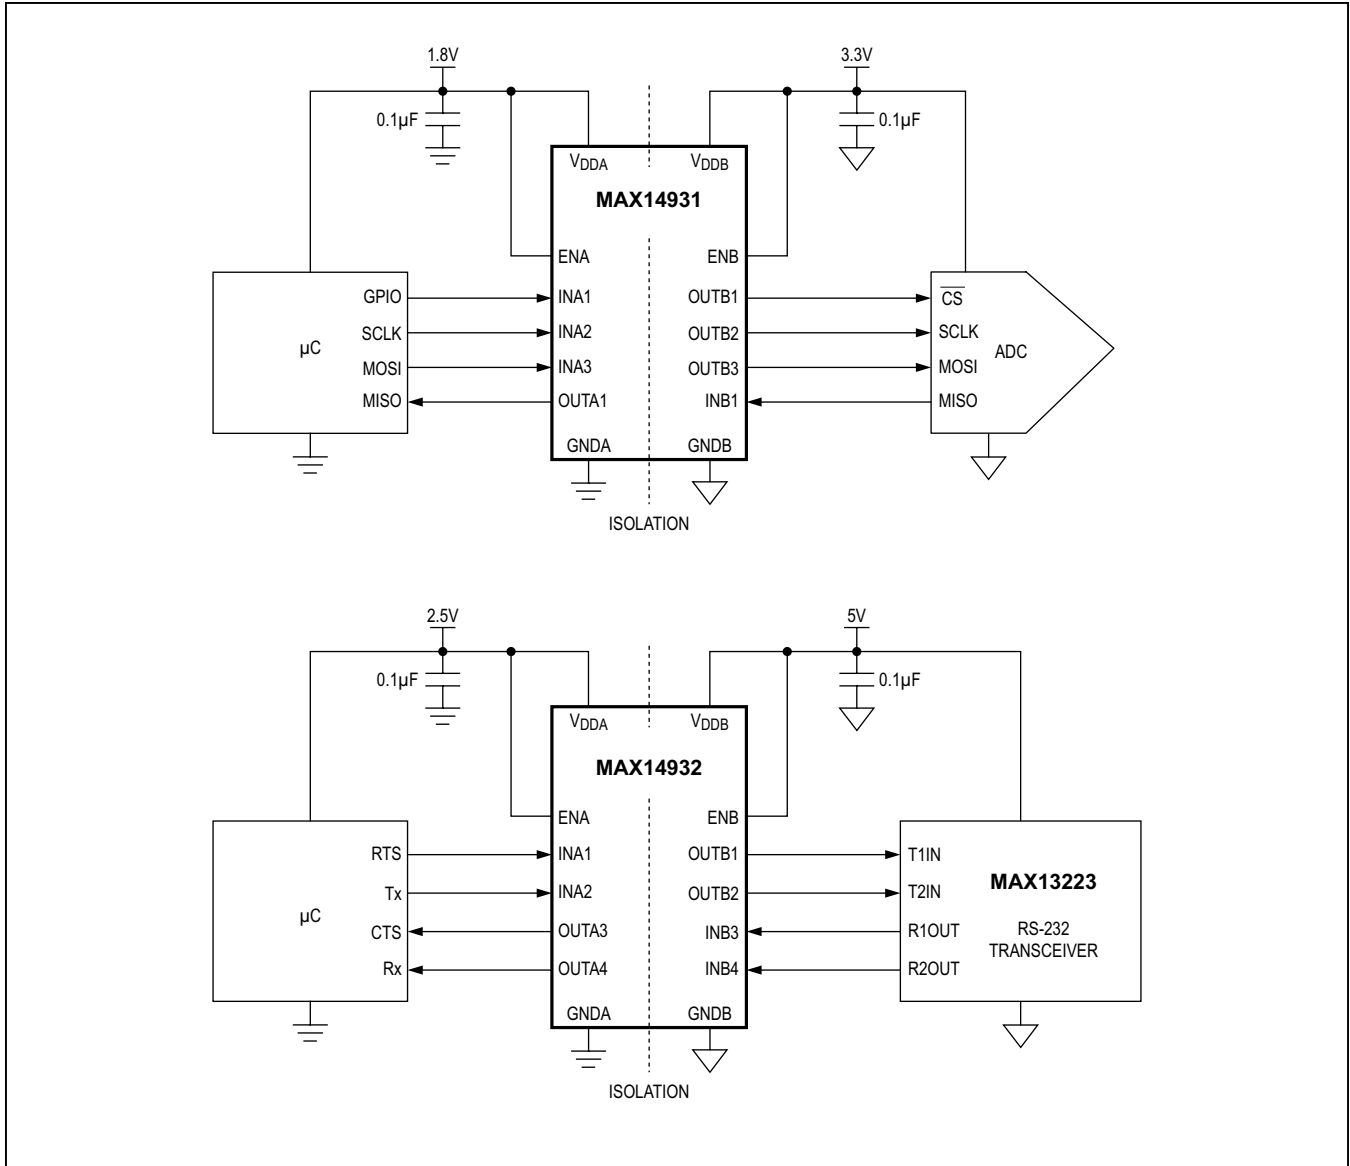 1.8V
3.3V
0.1µF
0.1µF
VDDA
VDDB
MAX14931
ENA
ENB
GPIO
INA1
OUTB1
CS
SCLK
INA2
OUTB2
SCLK
µC
ADC
MOSI
INA3
OUTB3
MOSI
MISO
OUTA1
INB1
MISO
GNDA
GNDB
ISOLATION
2.5V
5V
0.1µF
0.1µF
VDDA
VDDB
MAX14932
ENA
ENB
RTS
INA1
OUTB1
T1IN
MAX13223
Tx
INA2
OUTB2
T2IN
µC
CTS
OUTA3
INB3
R1OUT
RS-232
TRANSCEIVER
Rx
OUTA4
INB4
R2OUT
GNDA
GNDB
ISOLATION